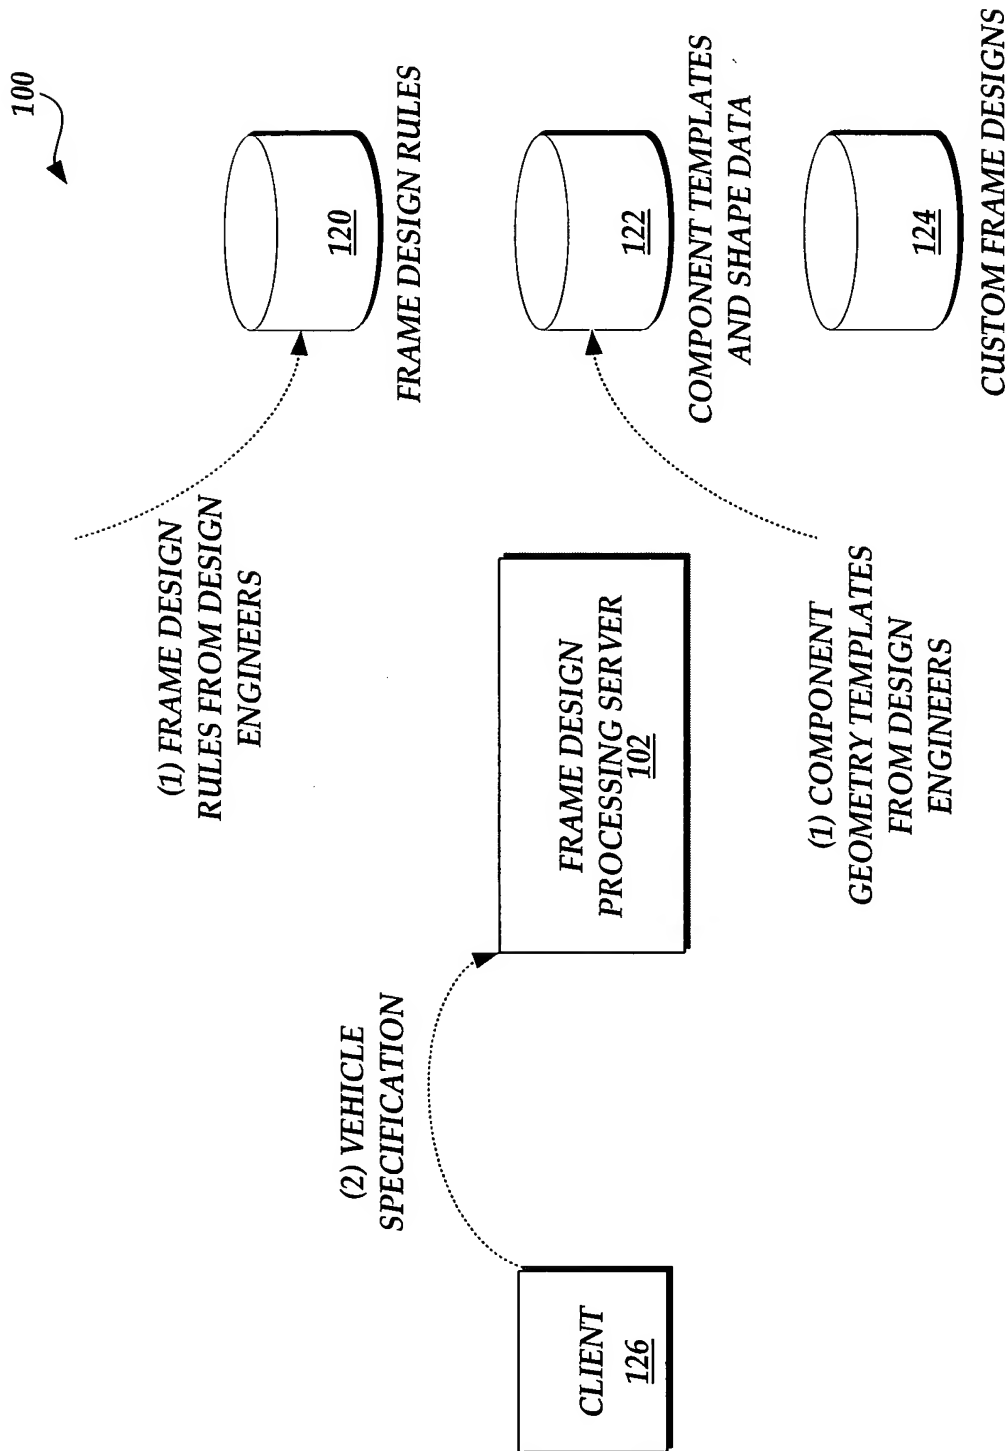 100
120
FRAME DESIGN RULES
(1) FRAME DESIGN
RULES FROM DESIGN
ENGINEERS
122
COMPONENT TEMPLATES
AND SHAPE DATA
(2) VEHICLE
SPECIFICATION
FRAME DESIGN
PROCESSING SERVER
102
CLIENT
126
(1) COMPONENT
GEOMETRY TEMPLATES
FROM DESIGN
ENGINEERS
124
CUSTOM FRAME DESIGNS